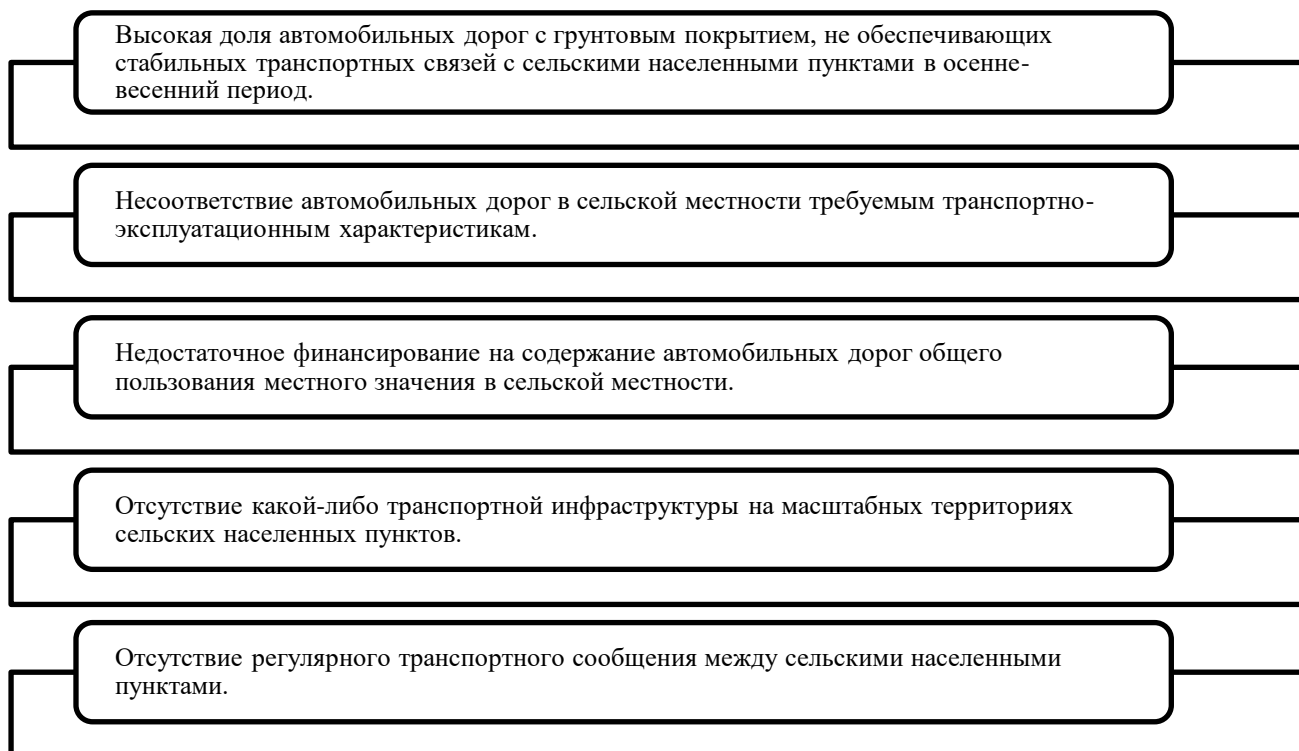 Высокая доля автомобильных дорог с грунтовым покрытием, не обеспечивающих
стабильных транспортных связей с сельскими населенными пунктами в осенне-
весенний период.
Несоответствие автомобильных дорог в сельской местности требуемым транспортно-
эксплуатационным характеристикам.
Недостаточное финансирование на содержание автомобильных дорог общего
пользования местного значения в сельской местности.
Отсутствие какой-либо транспортной инфраструктуры на масштабных территориях
сельских населенных пунктов.
Отсутствие регулярного транспортного сообщения между сельскими населенными
пунктами.